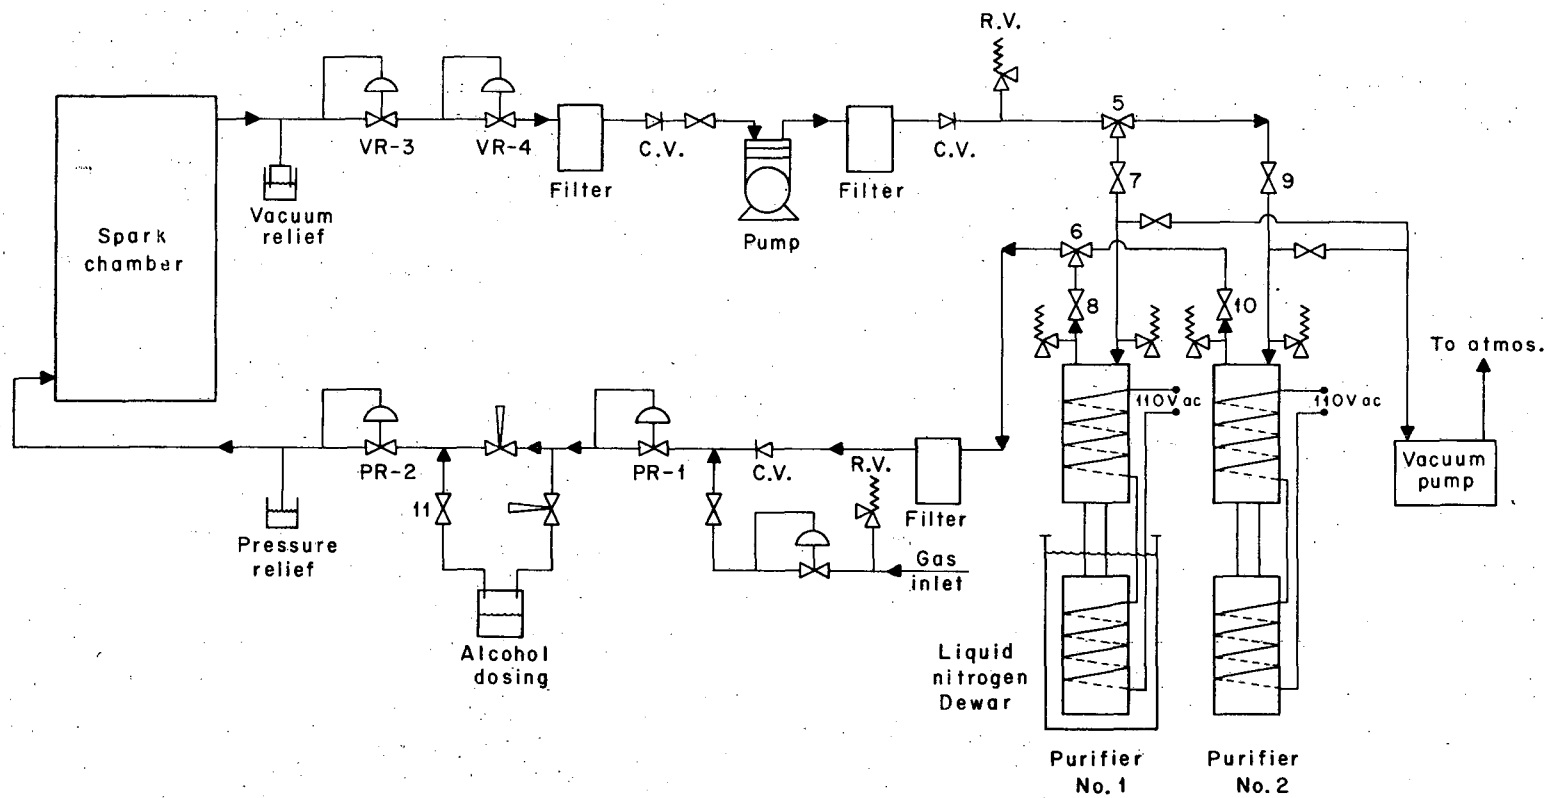 R.V.
5
VR-3
VR-4
C.V.
C.V.
Filter
Filter
7
9
Vacuum
relief
Spark
chamber
Pump
6
8
10
To atmos.
110V ac
110V ac
PR-2
PR-1
C.V.
R.V.
Vacuum
pump
11
Filter
Pressure
relief
Gas
inlet
Alcohol
dosing
Liquid
nitrogen
Dewar
Purifier
No. 1
Purifier
No. 2